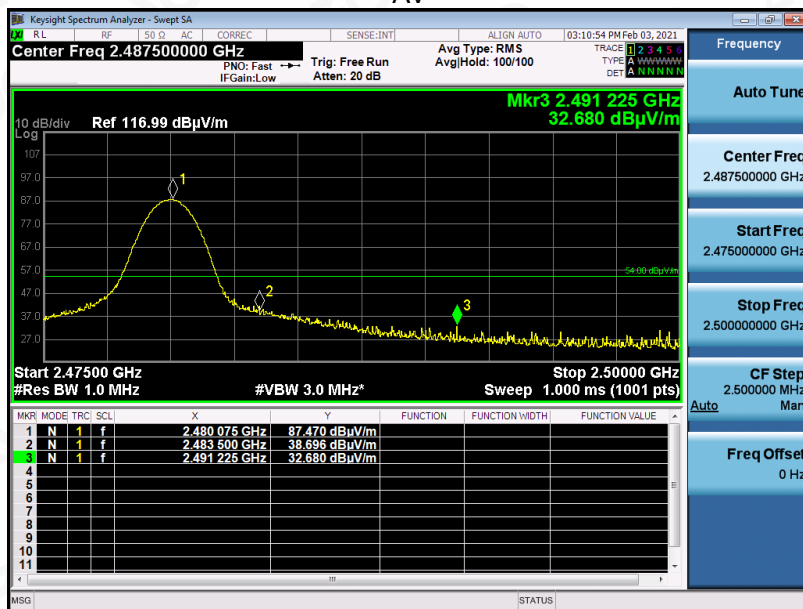 AV
Keysight Spectrum Analyzer - Swept SA
LXI RL RF 50 Ω AC CORREC SENSE:INT ALIGN AUTO 03:10:54 PM Feb 03, 2021
Center Freq 2.487500000 GHz
PNO: Fast
IFGain:Low
Trig: Free Run
Atten: 20 dB
Avg Type: RMS
Avg|Hold: 100/100
TRACE 1 2 3 4 5 6
TYPE A WWWWW
DET A N N N N N
Mkr3 2.491 225 GHz
32.680 dBµV/m
10 dB/div Ref 116.99 dBµV/m
Log
107
97.0
87.0
77.0
67.0
57.0
47.0
37.0
27.0
1
2
3
54.00 dBµV/m
Start 2.47500 GHz Stop 2.50000 GHz
#Res BW 1.0 MHz #VBW 3.0 MHz* Sweep 1.000 ms (1001 pts)
MKR MODE TRC SCL X Y FUNCTION FUNCTION WIDTH FUNCTION VALUE
1 N 1 f 2.480 075 GHz 87.470 dBµV/m
2 N 1 f 2.483 500 GHz 38.696 dBµV/m
3 N 1 f 2.491 225 GHz 32.680 dBµV/m
4
5
6
7
8
9
10
11
MSG STATUS
Frequency
Auto Tune
Center Freq
2.487500000 GHz
Start Freq
2.475000000 GHz
Stop Freq
2.500000000 GHz
CF Step
2.500000 MHz
Auto Man
Freq Offset
0 Hz